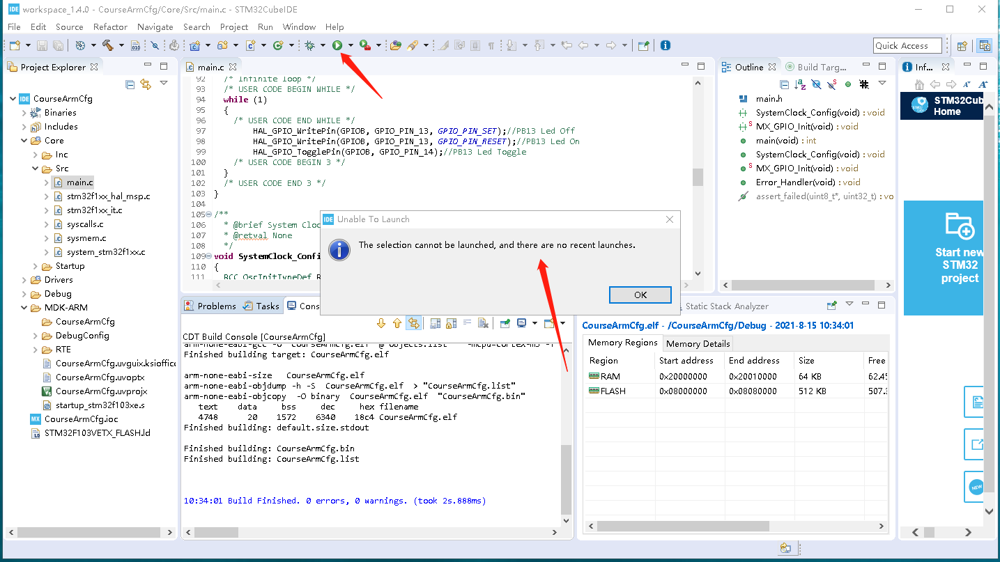 workspace_1.4.0 - CourseArmCfg/Core/Src/main.c - STM32CubeIDE
File Edit Source Refactor Navigate Search Project Run Window Help
Quick Access
Project Explorer
CourseArmCfg
Binaries
Includes
Core
Inc
Src
main.c
stm32f1xx_hal_msp.c
stm32f1xx_it.c
syscalls.c
sysmem.c
system_stm32f1xx.c
Startup
Drivers
Debug
MDK-ARM
CourseArmCfg
DebugConfig
RTE
CourseArmCfg.uvguix.ksioffice
CourseArmCfg.uvoptx
CourseArmCfg.uvprojx
startup_stm32f103xe.s
CourseArmCfg.ioc
STM32F103VETX_FLASH.ld
main.c
92 /* Infinite loop */
93 /* USER CODE BEGIN WHILE */
94 while (1)
95 {
96 /* USER CODE END WHILE */
97 HAL_GPIO_WritePin(GPIOB, GPIO_PIN_13, GPIO_PIN_SET);//PB13 Led Off
98 HAL_GPIO_WritePin(GPIOB, GPIO_PIN_13, GPIO_PIN_RESET);//PB13 Led On
99 HAL_GPIO_TogglePin(GPIOB, GPIO_PIN_14);//PB13 Led Toggle
100 /* USER CODE BEGIN 3 */
101 }
102 /* USER CODE END 3 */
103 }
104
105 /**
106 * @brief System Cloc
107 * @retval None
108 */
109 void SystemClock_Confi
110 {
111 RCC_OscInitTypeDef R
Unable To Launch
The selection cannot be launched, and there are no recent launches.
OK
Outline Build Targ...
main.h
SystemClock_Config(void) : void
MX_GPIO_Init(void) : void
main(void) : int
SystemClock_Config(void) : void
MX_GPIO_Init(void) : void
Error_Handler(void) : void
assert_failed(uint8_t*, uint32_t) : vo
Inf...
STM32Cub
Home
Start new
STM32
project
NEW
Problems Tasks Cons
CDT Build Console [CourseArmCfg]
arm-none-eabi-gcc -o "CourseArmCfg.elf" @"objects.list" -mcpu=cortex-m3 -T
Finished building target: CourseArmCfg.elf
arm-none-eabi-size CourseArmCfg.elf
arm-none-eabi-objdump -h -S CourseArmCfg.elf > "CourseArmCfg.list"
arm-none-eabi-objcopy -O binary CourseArmCfg.elf "CourseArmCfg.bin"
text data bss dec hex filename
4748 20 1572 6340 18c4 CourseArmCfg.elf
Finished building: default.size.stdout
Finished building: CourseArmCfg.bin
Finished building: CourseArmCfg.list
10:34:01 Build Finished. 0 errors, 0 warnings. (took 2s.888ms)
Static Stack Analyzer
CourseArmCfg.elf - /CourseArmCfg/Debug - 2021-8-15 10:34:01
Memory Regions Memory Details
Region Start address End address Size Free
RAM 0x20000000 0x20010000 64 KB 62.45
FLASH 0x08000000 0x08080000 512 KB 507.3